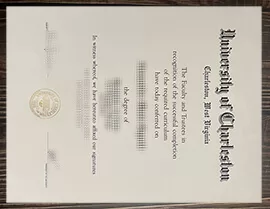 University of Charleston
Charleston, West Virginia
The Faculty and Trustees in
recognition of the successful completion
of the required curriculum
have today conferred on
the degree of
In witness whereof, we have hereunto affixed our signatures